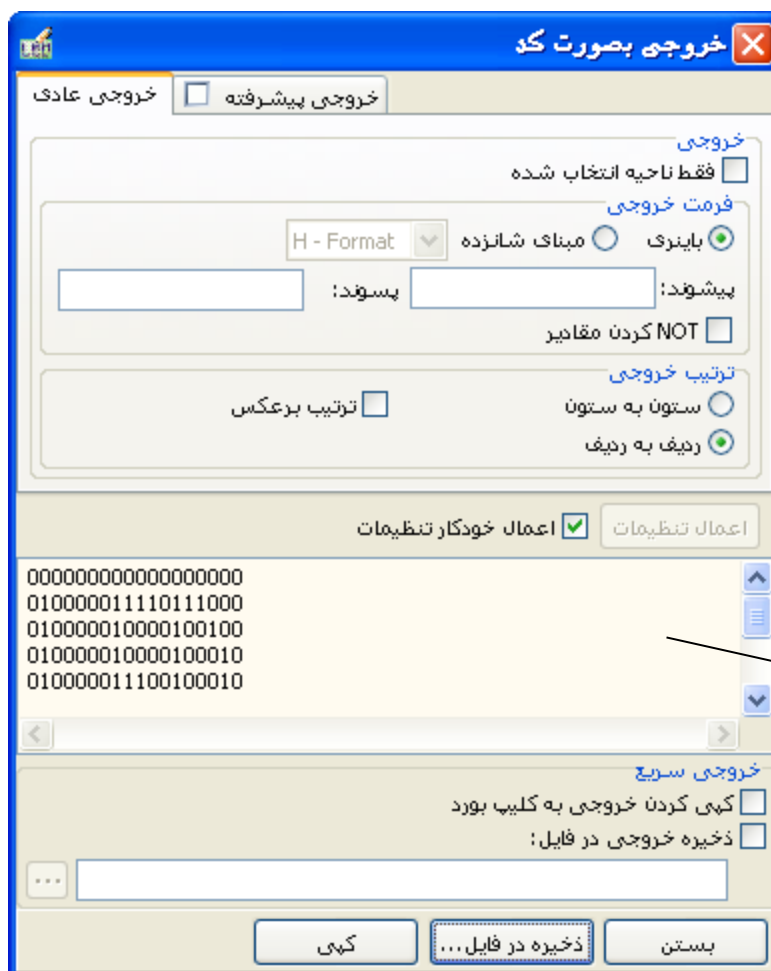 خروجی بصورت کد
خروجی عادی
خروجی پیشرفته
خروجی
فقط ناحیه انتخاب شده
فرمت خروجی
باینری
مبنای شانزده
H - Format
پیشوند:
پسوند:
NOT کردن مقادیر
ترتیب خروجی
ستون به ستون
ترتیب برعکس
ردیف به ردیف
اعمال تنظیمات
اعمال خودکار تنظیمات
000000000000000000
010000011110111000
010000010000100100
010000010000100010
010000011100100010
خروجی سریع
کپی کردن خروجی به کلیپ بورد
ذخیره خروجی در فایل:
...
بستن
ذخیره در فایل...
کپی